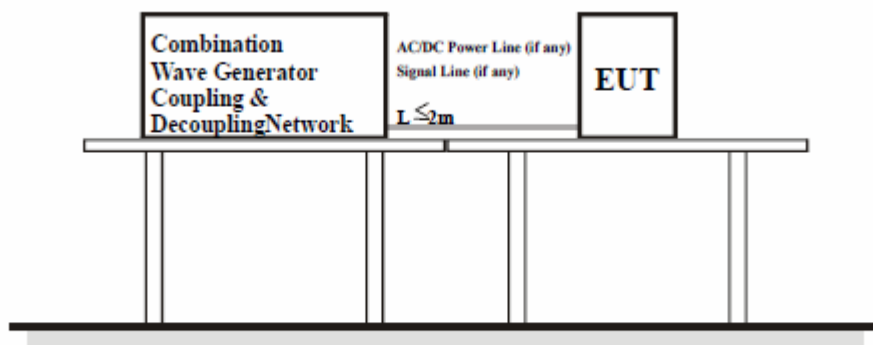 Combination
Wave Generator
Coupling &
DecouplingNetwork
AC/DC Power Line (if any)
Signal Line (if any)
L ≤2m
EUT